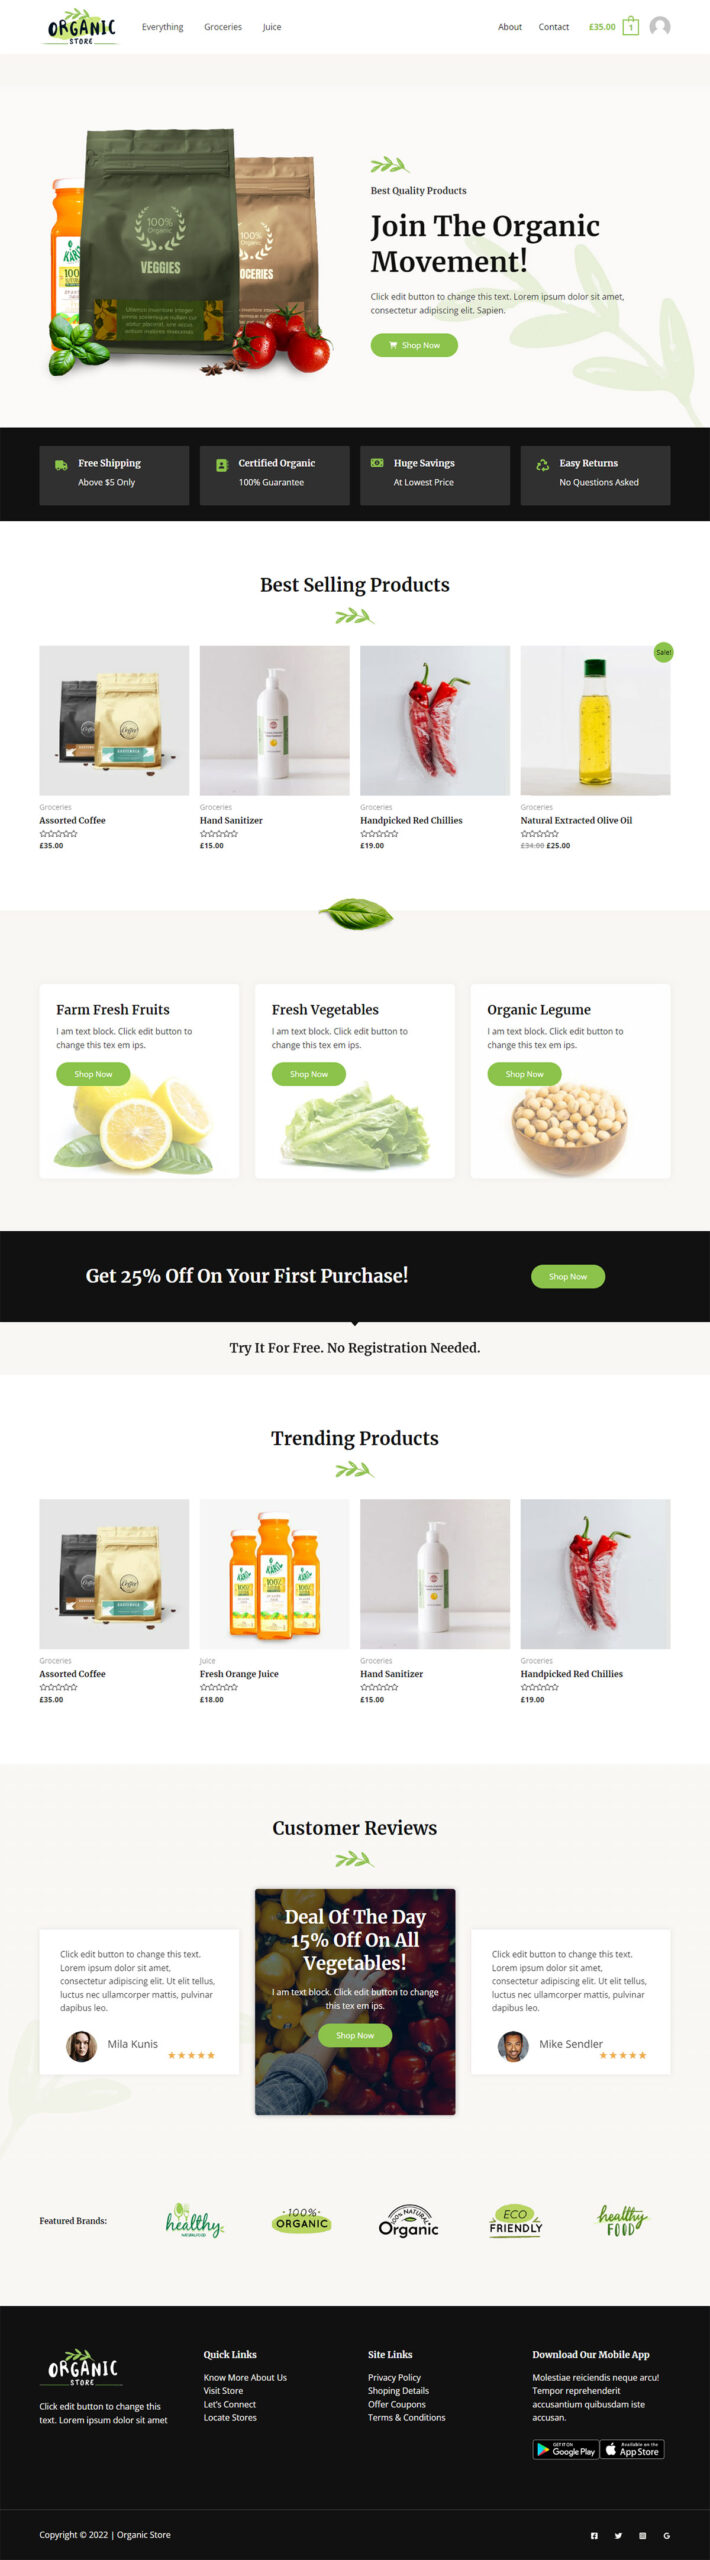 ORGANIC
STORE
Everything
Groceries
Juice
About
Contact
£35.00
1
100%
Organic
VEGGIES
100%
Organic
OCERIES
Best Quality Products
Join The Organic
Movement!
Click edit button to change this text. Lorem ipsum dolor sit amet,
consectetur adipiscing elit. Sapien.
Shop Now
Free Shipping
Above $5 Only
Certified Organic
100% Guarantee
Huge Savings
At Lowest Price
Easy Returns
No Questions Asked
Best Selling Products
Sale!
Groceries
Assorted Coffee
£35.00
Groceries
Hand Sanitizer
£15.00
Groceries
Handpicked Red Chillies
£19.00
Groceries
Natural Extracted Olive Oil
£34.00 £25.00
Farm Fresh Fruits
I am text block. Click edit button to
change this tex em ips.
Shop Now
Fresh Vegetables
I am text block. Click edit button to
change this tex em ips.
Shop Now
Organic Legume
I am text block. Click edit button to
change this tex em ips.
Shop Now
Get 25% Off On Your First Purchase!
Shop Now
Try It For Free. No Registration Needed.
Trending Products
Groceries
Assorted Coffee
£35.00
Juice
Fresh Orange Juice
£18.00
Groceries
Hand Sanitizer
£15.00
Groceries
Handpicked Red Chillies
£19.00
Customer Reviews
Click edit button to change this text.
Lorem ipsum dolor sit amet,
consectetur adipiscing elit. Ut elit tellus,
luctus nec ullamcorper mattis, pulvinar
dapibus leo.
Mila Kunis
Deal Of The Day
15% Off On All
Vegetables!
I am text block. Click edit button to change
this tex em ips.
Shop Now
Click edit button to change this text.
Lorem ipsum dolor sit amet,
consectetur adipiscing elit. Ut elit tellus,
luctus nec ullamcorper mattis, pulvinar
dapibus leo.
Mike Sendler
Featured Brands:
healthy
NATURAL FOOD
100%
ORGANIC
100% NATURAL
Organic
ECO
FRIENDLY
healthy
FOOD
ORGANIC
STORE
Click edit button to change this
text. Lorem ipsum dolor sit amet
Quick Links
Know More About Us
Visit Store
Let's Connect
Locate Stores
Site Links
Privacy Policy
Shoping Details
Offer Coupons
Terms & Conditions
Download Our Mobile App
Molestiae reiciendis neque arcu!
Tempor reprehenderit
accusantium quibusdam iste
accusan.
GET IT ON
Google Play
Available on the
App Store
Copyright © 2022 | Organic Store